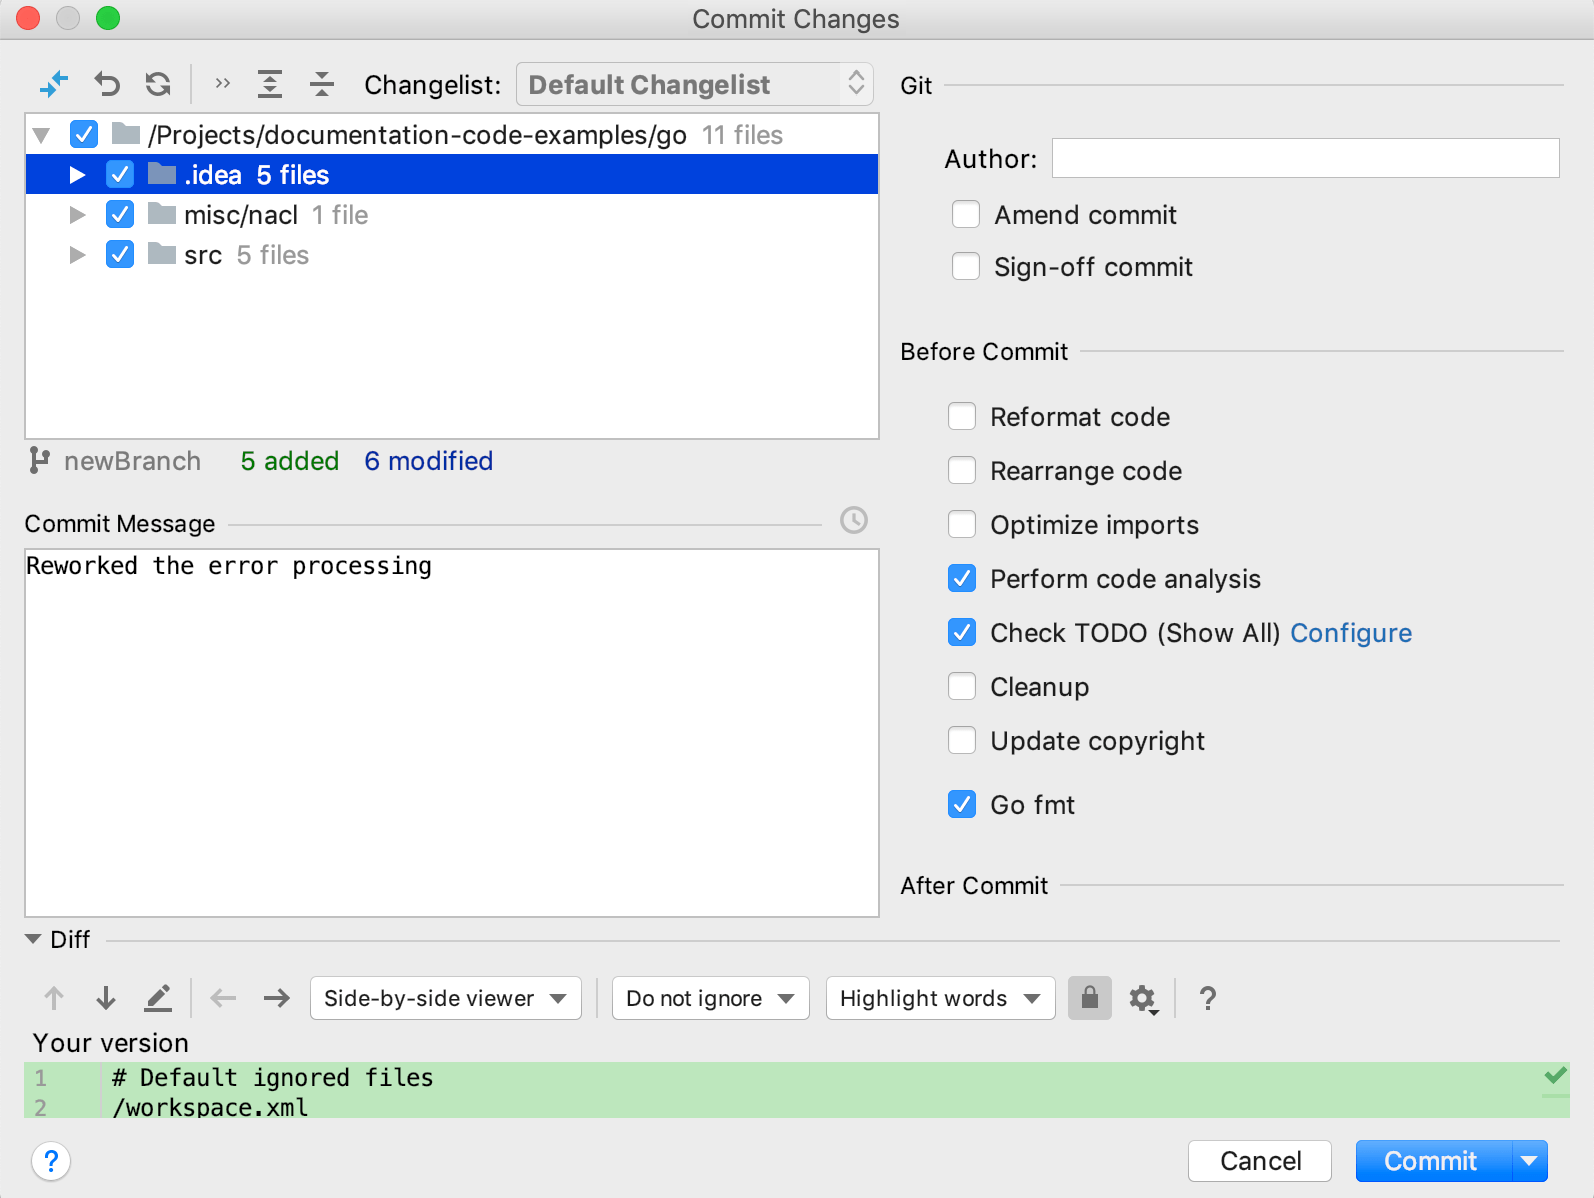 Commit Changes
Changelist: Default Changelist
/Projects/documentation-code-examples/go 11 files
.idea 5 files
misc/nacl 1 file
src 5 files
newBranch 5 added 6 modified
Commit Message
Reworked the error processing
Git
Author:
Amend commit
Sign-off commit
Before Commit
Reformat code
Rearrange code
Optimize imports
Perform code analysis
Check TODO (Show All) Configure
Cleanup
Update copyright
Go fmt
After Commit
Diff
Side-by-side viewer Do not ignore Highlight words ?
Your version
1 # Default ignored files
2 /workspace.xml
? Cancel Commit